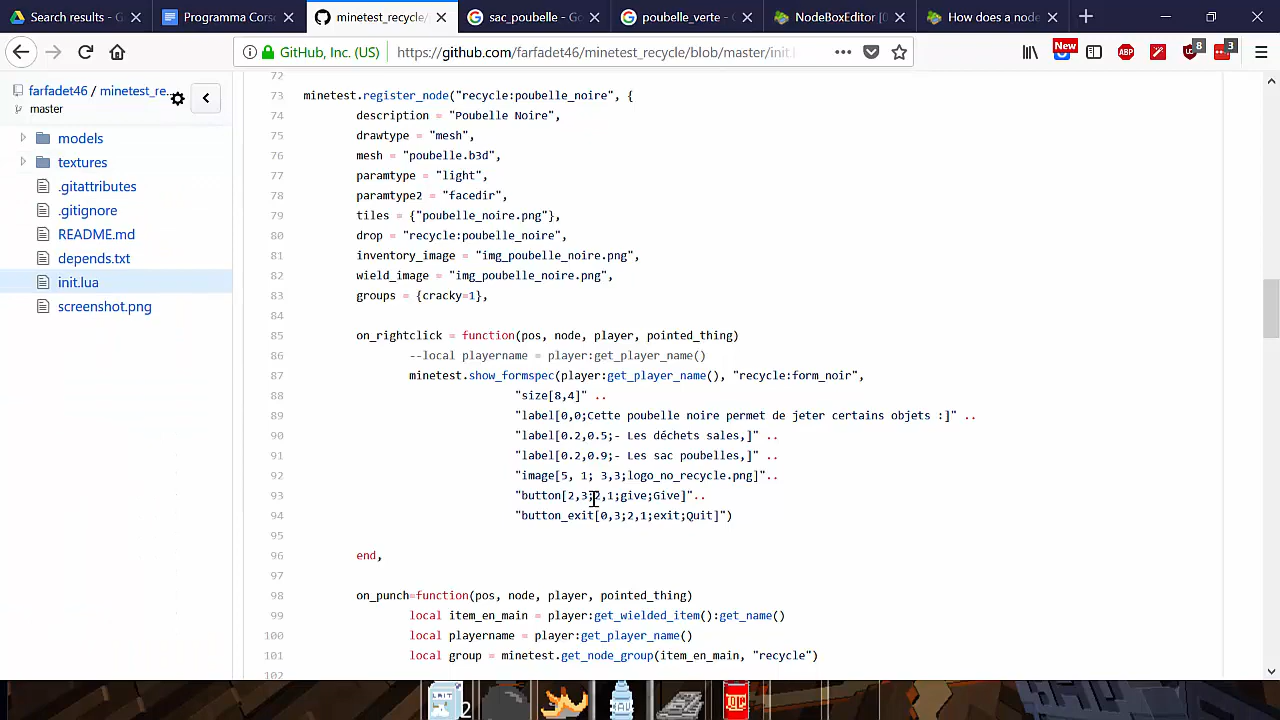 Search results - G
Programma Cors
minetest_recycle/
sac_poubelle - Go
poubelle_verte - G
NodeBoxEditor [0
How does a node
GitHub, Inc. (US)
https://github.com/farfadet46/minetest_recycle/blob/master/init.l
New
ABP
8
3
farfadet46 / minetest_re...
master
models
textures
.gitattributes
.gitignore
README.md
depends.txt
init.lua
screenshot.png
72
73 minetest.register_node("recycle:poubelle_noire", {
74 description = "Poubelle Noire",
75 drawtype = "mesh",
76 mesh = "poubelle.b3d",
77 paramtype = "light",
78 paramtype2 = "facedir",
79 tiles = {"poubelle_noire.png"},
80 drop = "recycle:poubelle_noire",
81 inventory_image = "img_poubelle_noire.png",
82 wield_image = "img_poubelle_noire.png",
83 groups = {cracky=1},
84
85 on_rightclick = function(pos, node, player, pointed_thing)
86 --local playername = player:get_player_name()
87 minetest.show_formspec(player:get_player_name(), "recycle:form_noir",
88 "size[8,4]" ..
89 "label[0,0;Cette poubelle noire permet de jeter certains objets :]" ..
90 "label[0.2,0.5;- Les déchets sales,]" ..
91 "label[0.2,0.9;- Les sac poubelles,]" ..
92 "image[5, 1; 3,3;logo_no_recycle.png]"..
93 "button[2,3;2,1;give;Give]"..
94 "button_exit[0,3;2,1;exit;Quit]")
95
96 end,
97
98 on_punch=function(pos, node, player, pointed_thing)
99 local item_en_main = player:get_wielded_item():get_name()
100 local playername = player:get_player_name()
101 local group = minetest.get_node_group(item_en_main, "recycle")
102
LAIT
2